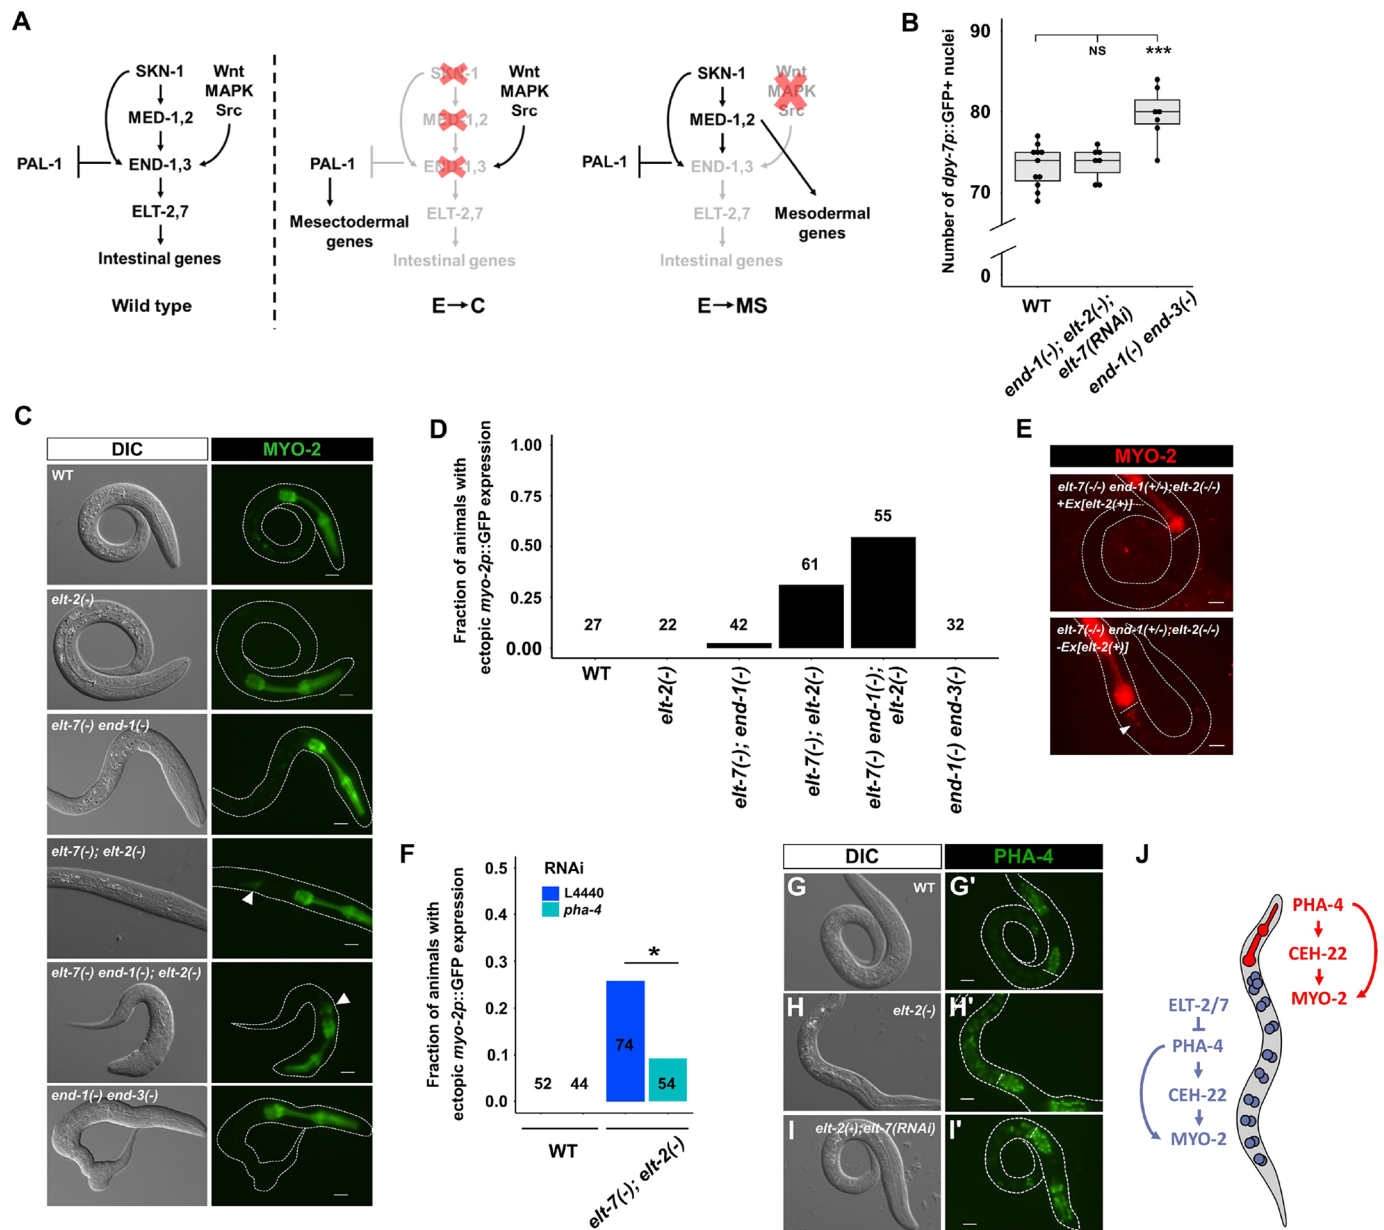 A
SKN-1
MED-1,2
END-1,3
ELT-2,7
Intestinal genes
Wnt
MAPK
Src
PAL-1
Wild type
SKN-1
MED-1,2
END-1,3
ELT-2,7
Intestinal genes
Wnt
MAPK
Src
PAL-1
Mesectodermal
genes
E→C
SKN-1
MED-1,2
END-1,3
ELT-2,7
Intestinal genes
Wnt
MAPK
Src
PAL-1
Mesodermal
genes
E→MS
B
Number of dpy-7p::GFP+ nuclei
90
80
70
0
NS
***
WT
end-1(-); elt-2(-);
elt-7(RNAi)
end-1(-) end-3(-)
C
DIC
MYO-2
WT
elt-2(-)
elt-7(-) end-1(-)
elt-7(-); elt-2(-)
elt-7(-) end-1(-); elt-2(-)
end-1(-) end-3(-)
D
Fraction of animals with
ectopic myo-2p::GFP expression
1.00
0.75
0.50
0.25
0.00
27
22
42
61
55
32
WT
elt-2(-)
elt-7(-); end-1(-)
elt-7(-); elt-2(-)
elt-7(-) end-1(-);
elt-2(-)
end-1(-) end-3(-)
E
MYO-2
elt-7(-/-) end-1(+/-);elt-2(-/-)
+Ex[elt-2(+)]
elt-7(-/-) end-1(+/-);elt-2(-/-)
-Ex[elt-2(+)]
F
Fraction of animals with
ectopic myo-2p::GFP expression
0.5
0.4
0.3
0.2
0.1
0.0
RNAi
L4440
pha-4
*
52
44
74
54
WT
elt-7(-); elt-2(-)
DIC
PHA-4
G
WT
G'
H
elt-2(-)
H'
I
elt-2(-);elt-7(RNAi)
I'
J
PHA-4
CEH-22
MYO-2
ELT-2/7
PHA-4
CEH-22
MYO-2